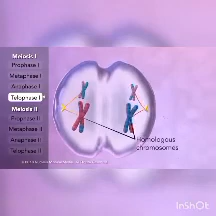 Meiosis I
Prophase I
Metaphase I
Anaphase I
Telophase I
Meiosis II
Prophase II
Metaphase II
Anaphase II
Telophase II
Homologous
chromosomes
InShOt